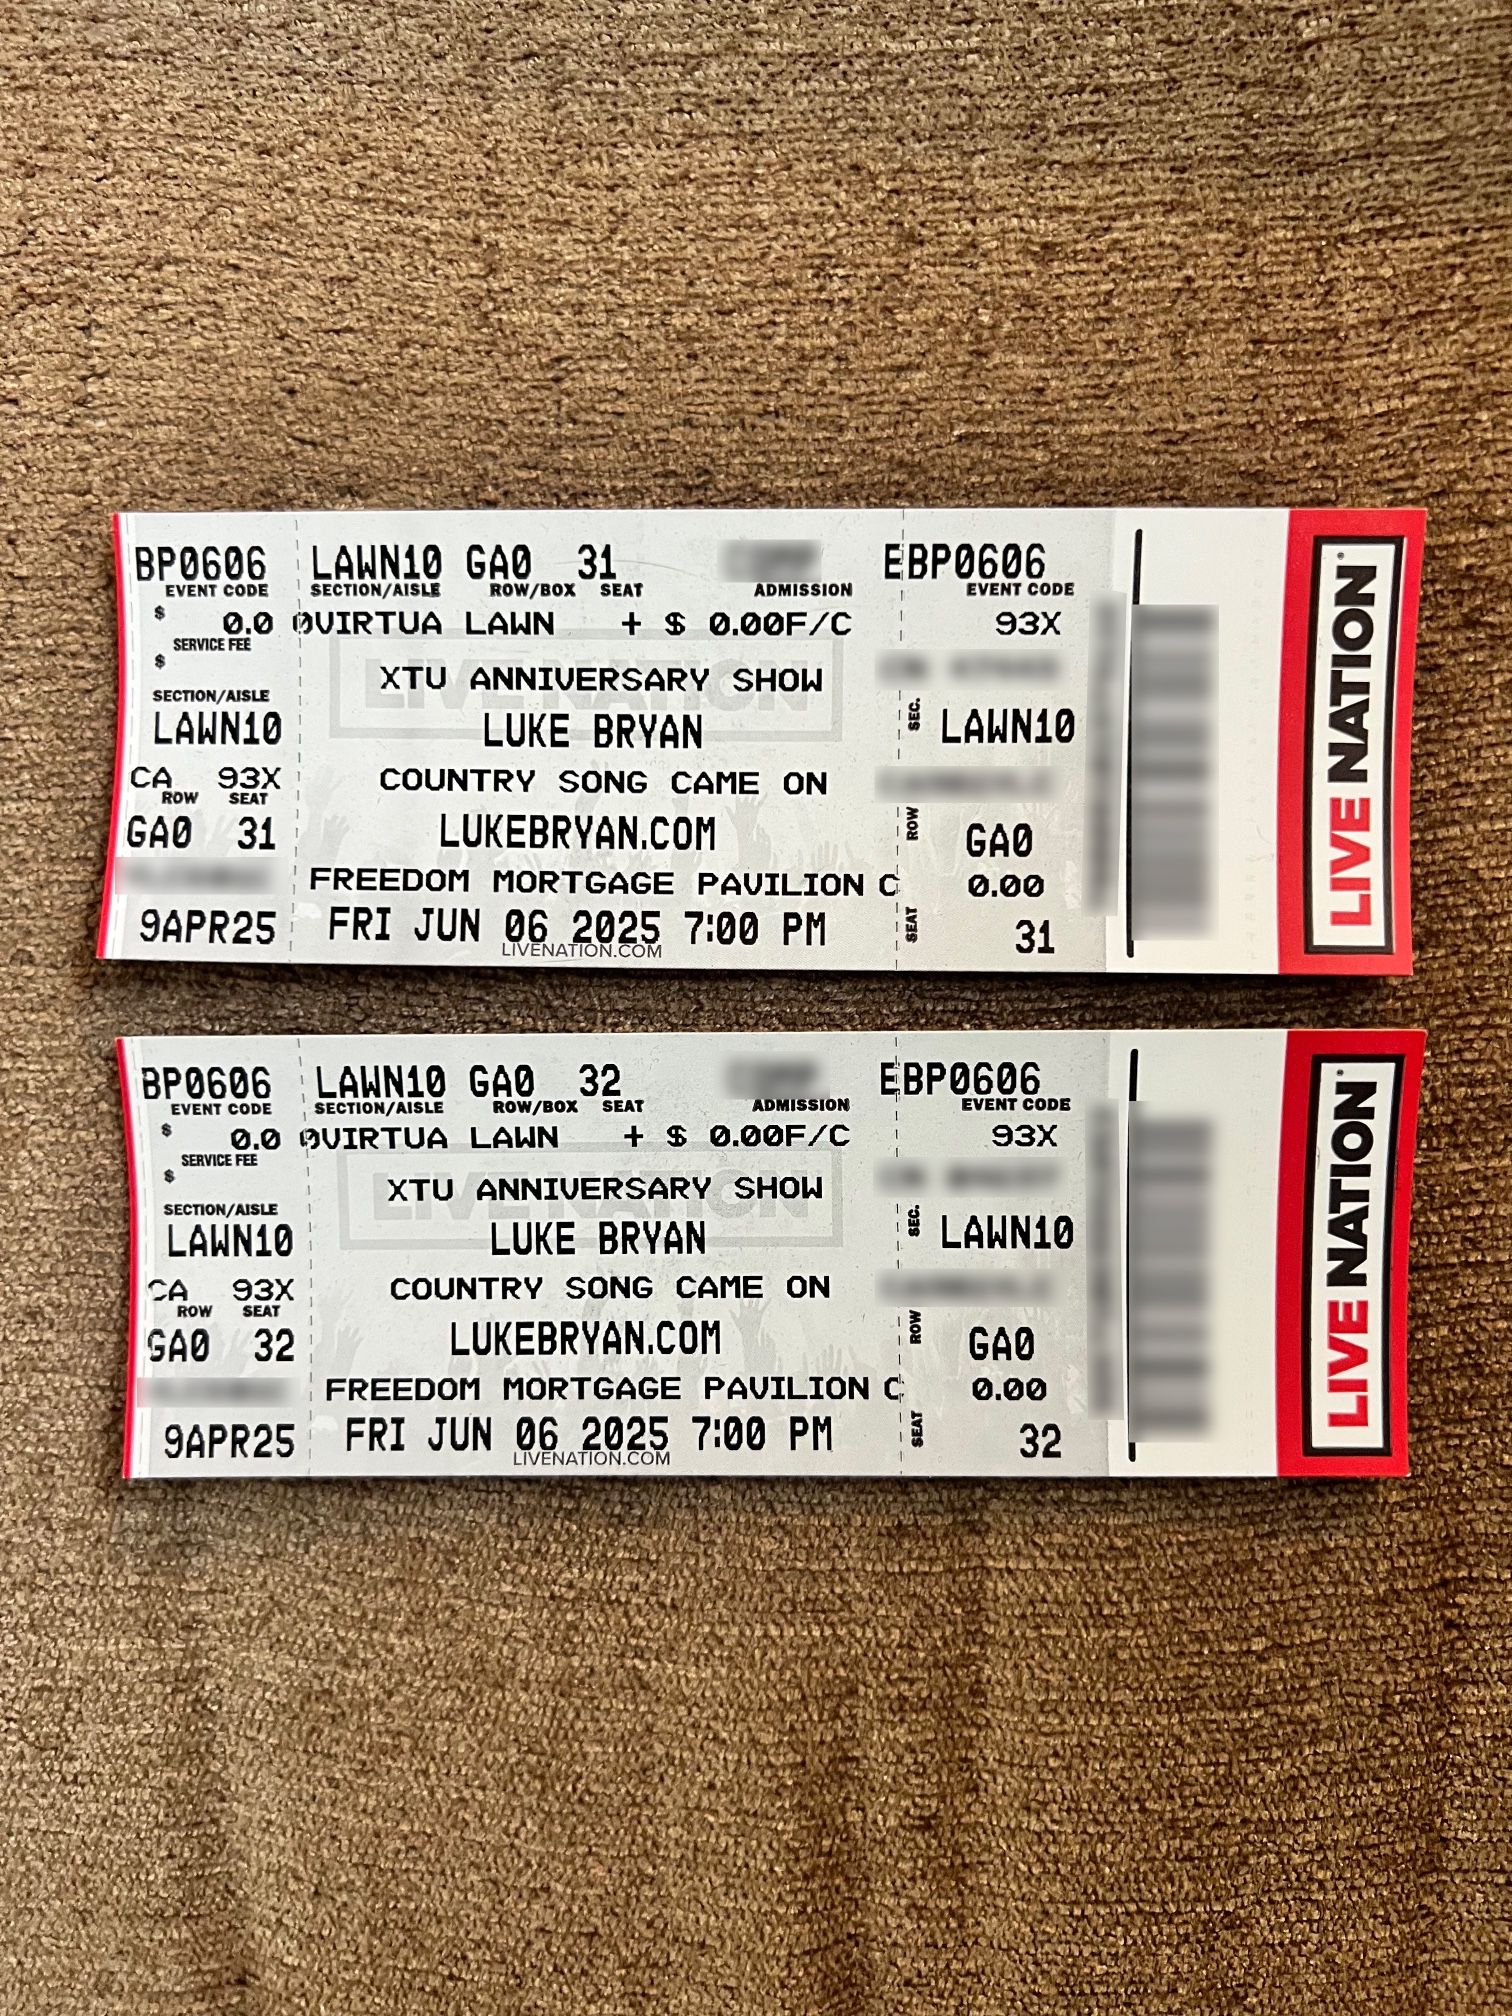 BP0606 LAWN10 GA0 31 EBP0606
EVENT CODE SECTION/AISLE ROW/BOX SEAT ADMISSION EVENT CODE
$ 0.0 0VIRTUA LAWN + $ 0.00F/C 93X
SERVICE FEE
$
LIVE NATION
XTU ANNIVERSARY SHOW
SECTION/AISLE
LAWN10 LUKE BRYAN SEC. LAWN10
CA 93X COUNTRY SONG CAME ON
ROW SEAT
GA0 31 LUKEBRYAN.COM ROW GA0
FREEDOM MORTGAGE PAVILION C 0.00
9APR25 FRI JUN 06 2025 7:00 PM SEAT 31
LIVENATION.COM
LIVE NATION
BP0606 LAWN10 GA0 32 EBP0606
EVENT CODE SECTION/AISLE ROW/BOX SEAT ADMISSION EVENT CODE
$ 0.0 0VIRTUA LAWN + $ 0.00F/C 93X
SERVICE FEE
$
LIVE NATION
XTU ANNIVERSARY SHOW
SECTION/AISLE
LAWN10 LUKE BRYAN SEC. LAWN10
CA 93X COUNTRY SONG CAME ON
ROW SEAT
GA0 32 LUKEBRYAN.COM ROW GA0
FREEDOM MORTGAGE PAVILION C 0.00
9APR25 FRI JUN 06 2025 7:00 PM SEAT 32
LIVENATION.COM
LIVE NATION